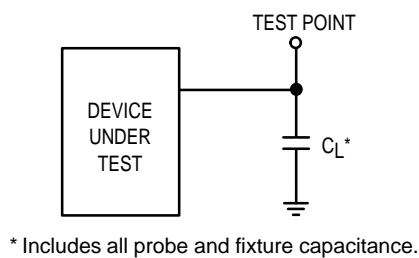 TEST POINT
DEVICE
UNDER
TEST
CL*
* Includes all probe and fixture capacitance.